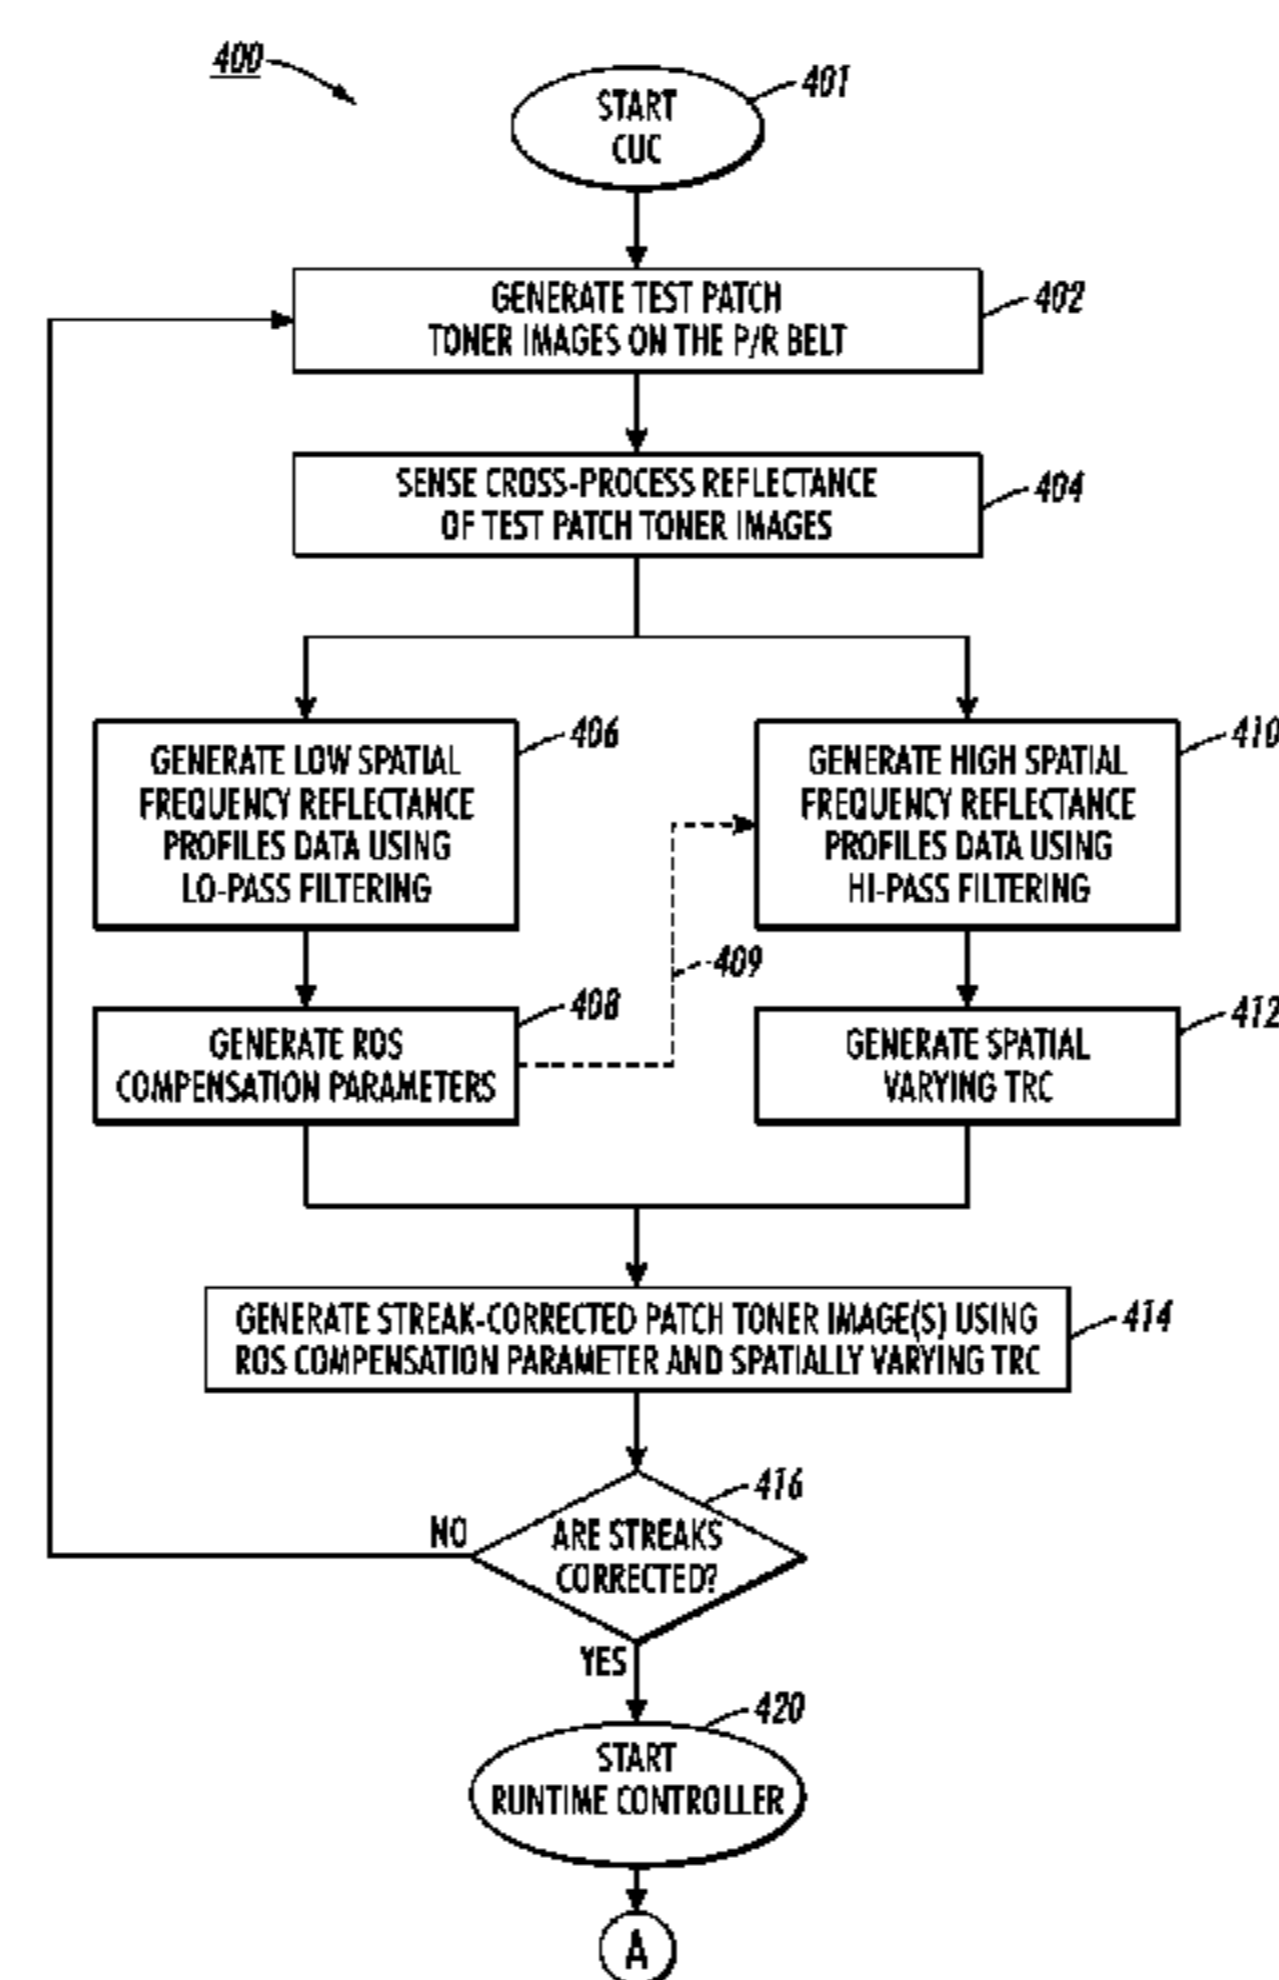 400
401
START
CUC
GENERATE TEST PATCH
TONER IMAGES ON THE P/R BELT
402
SENSE CROSS-PROCESS REFLECTANCE
OF TEST PATCH TONER IMAGES
404
406
GENERATE LOW SPATIAL
FREQUENCY REFLECTANCE
PROFILES DATA USING
LO-PASS FILTERING
410
GENERATE HIGH SPATIAL
FREQUENCY REFLECTANCE
PROFILES DATA USING
HI-PASS FILTERING
409
408
GENERATE ROS
COMPENSATION PARAMETERS
412
GENERATE SPATIAL
VARYING TRC
GENERATE STREAK-CORRECTED PATCH TONER IMAGE(S) USING
ROS COMPENSATION PARAMETER AND SPATIALLY VARYING TRC
414
416
NO
ARE STREAKS
CORRECTED?
YES
420
START
RUNTIME CONTROLLER
A